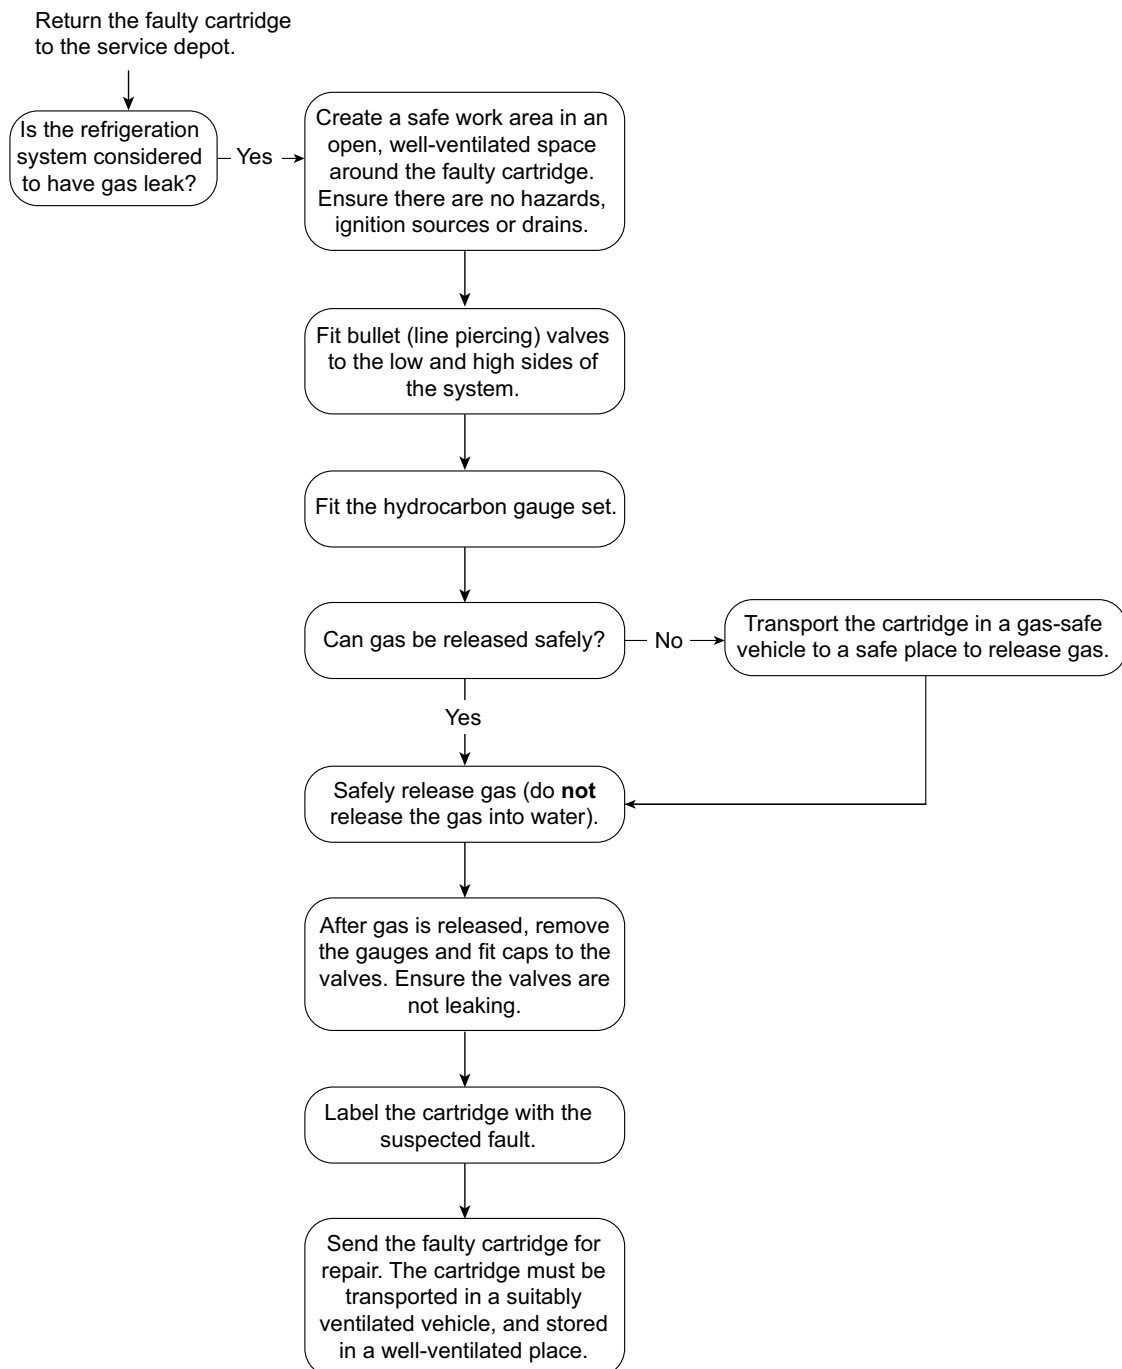 Return the faulty cartridge
to the service depot.
Is the refrigeration
system considered
to have gas leak?
Yes
Create a safe work area in an
open, well-ventilated space
around the faulty cartridge.
Ensure there are no hazards,
ignition sources or drains.
Fit bullet (line piercing) valves
to the low and high sides of
the system.
Fit the hydrocarbon gauge set.
Can gas be released safely?
No
Transport the cartridge in a gas-safe
vehicle to a safe place to release gas.
Yes
Safely release gas (do not
release the gas into water).
After gas is released, remove
the gauges and fit caps to the
valves. Ensure the valves are
not leaking.
Label the cartridge with the
suspected fault.
Send the faulty cartridge for
repair. The cartridge must be
transported in a suitably
ventilated vehicle, and stored
in a well-ventilated place.